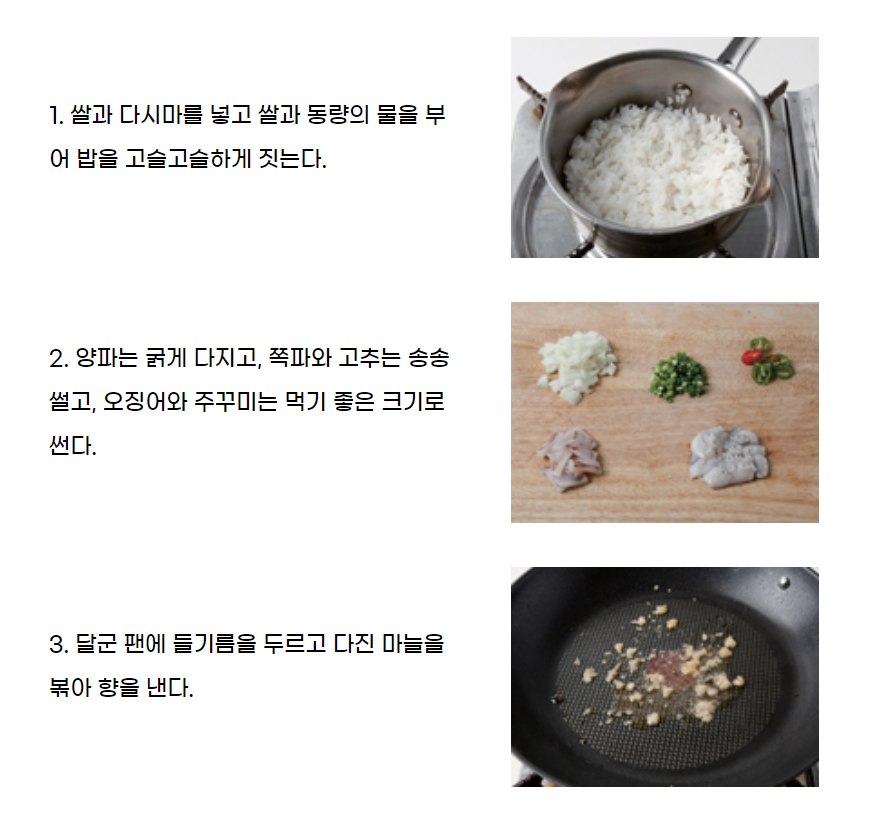 1. 쌀과 다시마를 넣고 쌀과 동량의 물을 부
어 밥을 고슬고슬하게 짓는다.
2. 양파는 굵게 다지고, 쪽파와 고추는 송송
썰고, 오징어와 주꾸미는 먹기 좋은 크기로
썬다.
3. 달군 팬에 들기름을 두르고 다진 마늘을
볶아 향을 낸다.